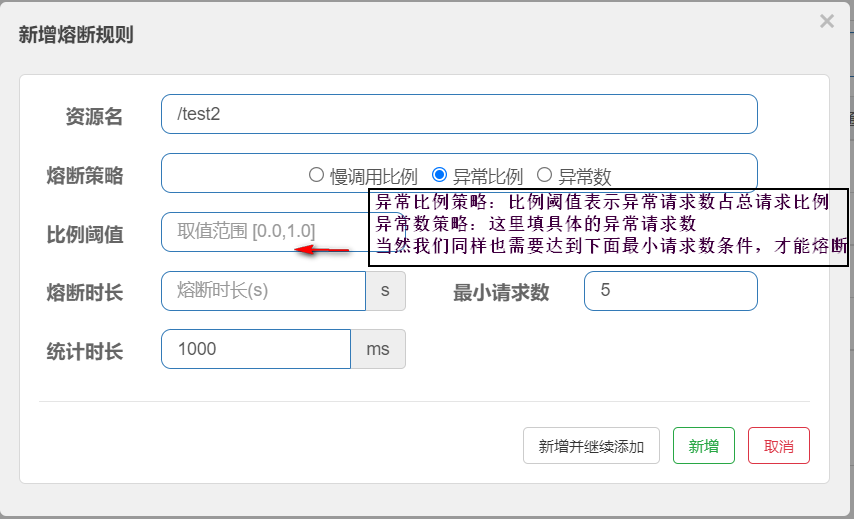 新增熔断规则
×
资源名 /test2
熔断策略 慢调用比例 异常比例 异常数
异常比例策略：比例阈值表示异常请求数占总请求比例
比例阈值 取值范围 [0.0,1.0]
异常数策略：这里填具体的异常请求数
当然我们同样也需要达到下面最小请求数条件，才能熔断
熔断时长 熔断时长(s) s 最小请求数 5
统计时长 1000 ms
新增并继续添加 新增 取消